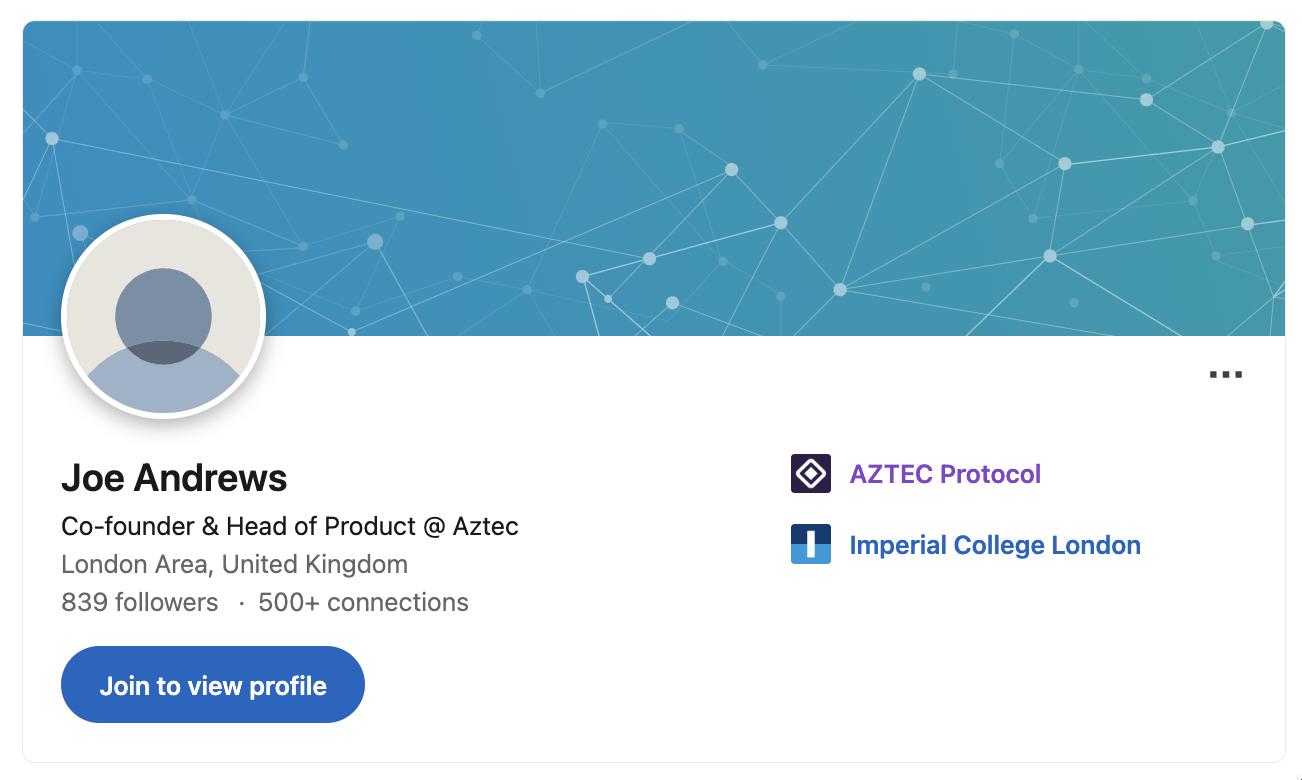 Joe Andrews
Co-founder & Head of Product @ Aztec
London Area, United Kingdom
839 followers · 500+ connections
Join to view profile
AZTEC Protocol
Imperial College London